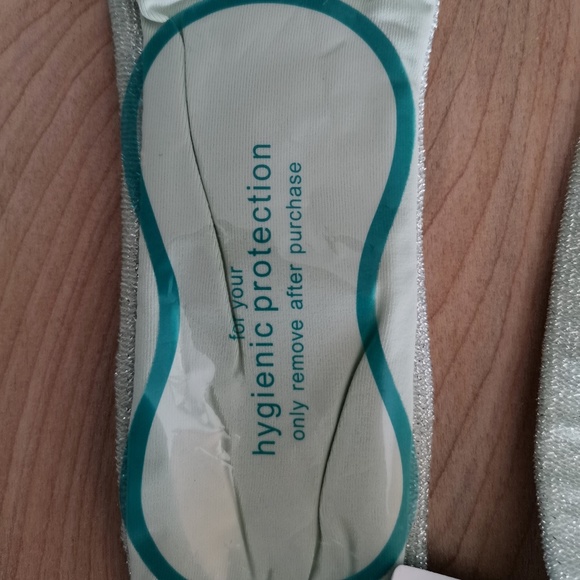 for your
hygienic protection
only remove after purchase